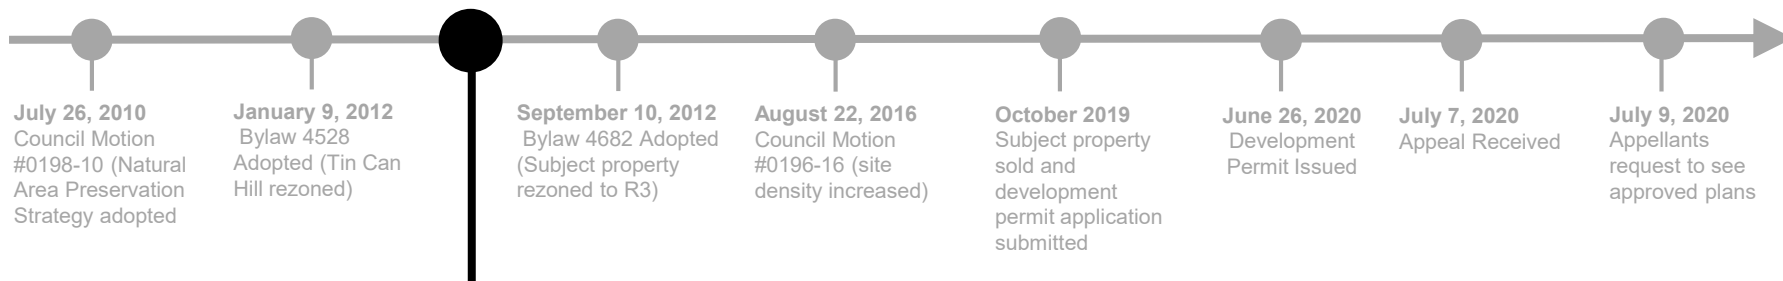 July 26, 2010
Council Motion
#0198-10 (Natural
Area Preservation
Strategy adopted
January 9, 2012
Bylaw 4528
Adopted (Tin Can
Hill rezoned)
September 10, 2012
Bylaw 4682 Adopted
(Subject property
rezoned to R3)
August 22, 2016
Council Motion
#0196-16 (site
density increased)
October 2019
Subject property
sold and
development
permit application
submitted
June 26, 2020
Development
Permit Issued
July 7, 2020
Appeal Received
July 9, 2020
Appellants
request to see
approved plans